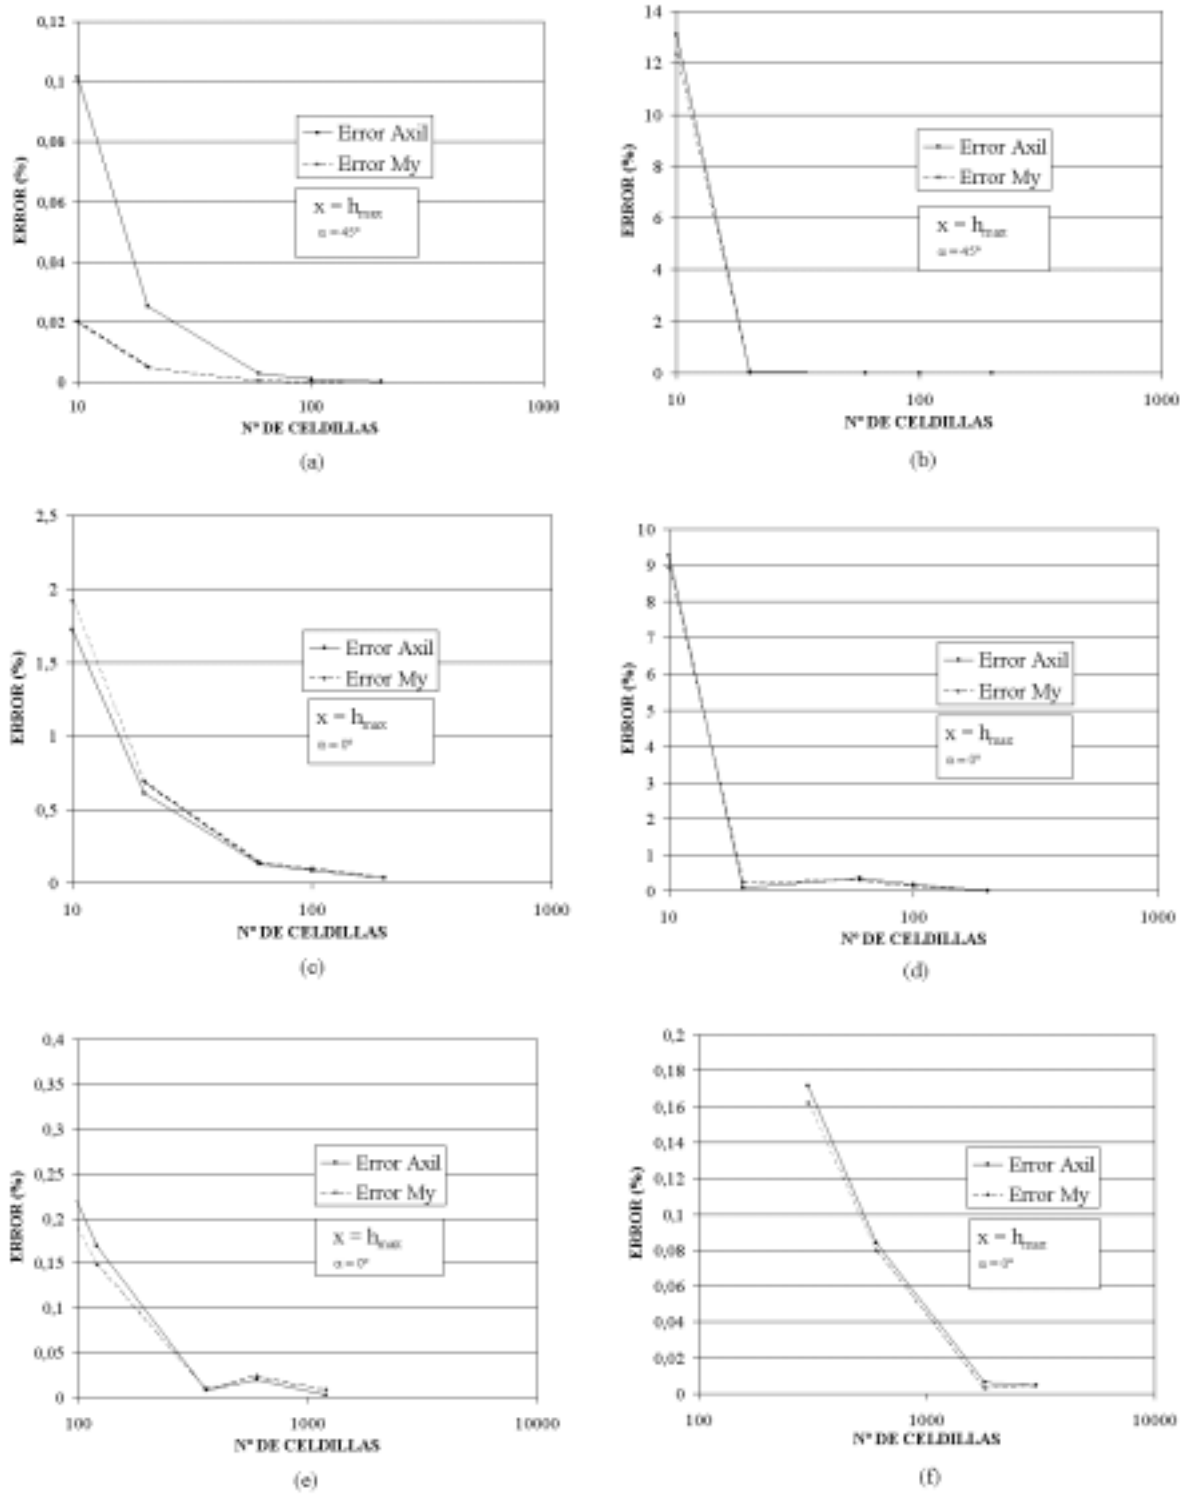 0,12
0,1
0,08
0,06
0,04
0,02
0
ERROR (%)
Error Axil
Error My
x = hmax
α = 45º
10 100 1000
Nº DE CELDILLAS
(a)
14
12
10
8
6
4
2
0
ERROR (%)
Error Axil
Error My
x = hmax
α = 45º
10 100 1000
Nº DE CELDILLAS
(b)
2,5
2
1,5
1
0,5
0
ERROR (%)
Error Axil
Error My
x = hmax
α = 0º
10 100 1000
Nº DE CELDILLAS
(c)
10
9
8
7
6
5
4
3
2
1
0
ERROR (%)
Error Axil
Error My
x = hmax
α = 0º
10 100 1000
Nº DE CELDILLAS
(d)
0,4
0,35
0,3
0,25
0,2
0,15
0,1
0,05
0
ERROR (%)
Error Axil
Error My
x = hmax
α = 0º
100 1000 10000
Nº DE CELDILLAS
(e)
0,2
0,18
0,16
0,14
0,12
0,1
0,08
0,06
0,04
0,02
0
ERROR (%)
Error Axil
Error My
x = hmax
α = 0º
100 1000 10000
Nº DE CELDILLAS
(f)